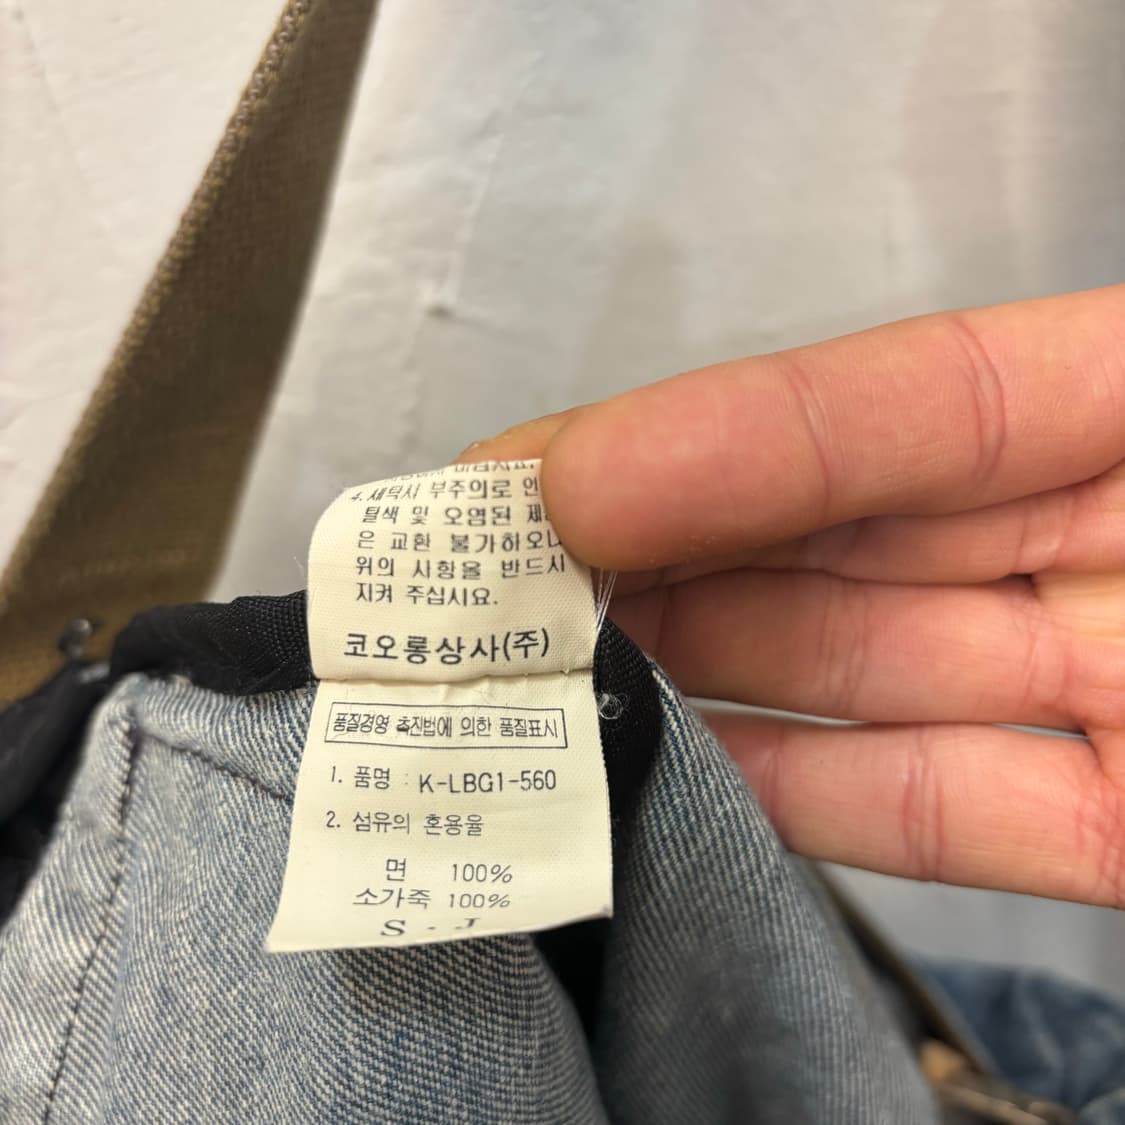 4. 세탁시 부주의로 인
탈색 및 오염된 제
은 교환 불가하오니
위의 사항을 반드시
지켜 주십시요.
코오롱상사(주)
품질경영 촉진법에 의한 품질표시
1. 품명 : K-LBG1-560
2. 섬유의 혼용율
면 100%
소가죽 100%
S . J